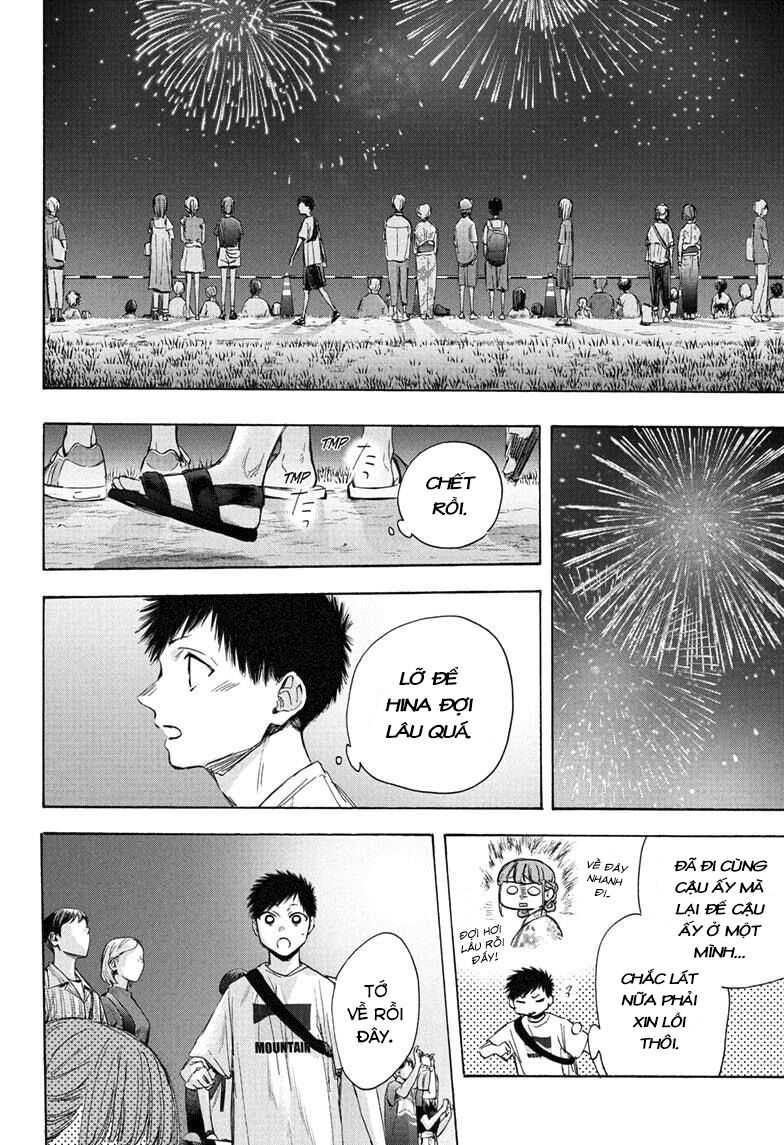 TMP
TMP
CHẾT
RỒI.
LỠ ĐỂ
HINA ĐỢI
LÂU QUÁ.
ĐÃ ĐI CÙNG
CẬU ẤY MÀ
LẠI ĐỂ CẬU
ẤY Ở MỘT
MÌNH...
VỀ ĐÂY
NHANH
ĐI..
ĐỢI HƠI
LÂU RỒI
ĐẤY!
CHẮC LÁT
NỮA PHẢI
XIN LỖI
THÔI.
TỚ
VỀ RỒI
ĐÂY.
MOUNTAIN